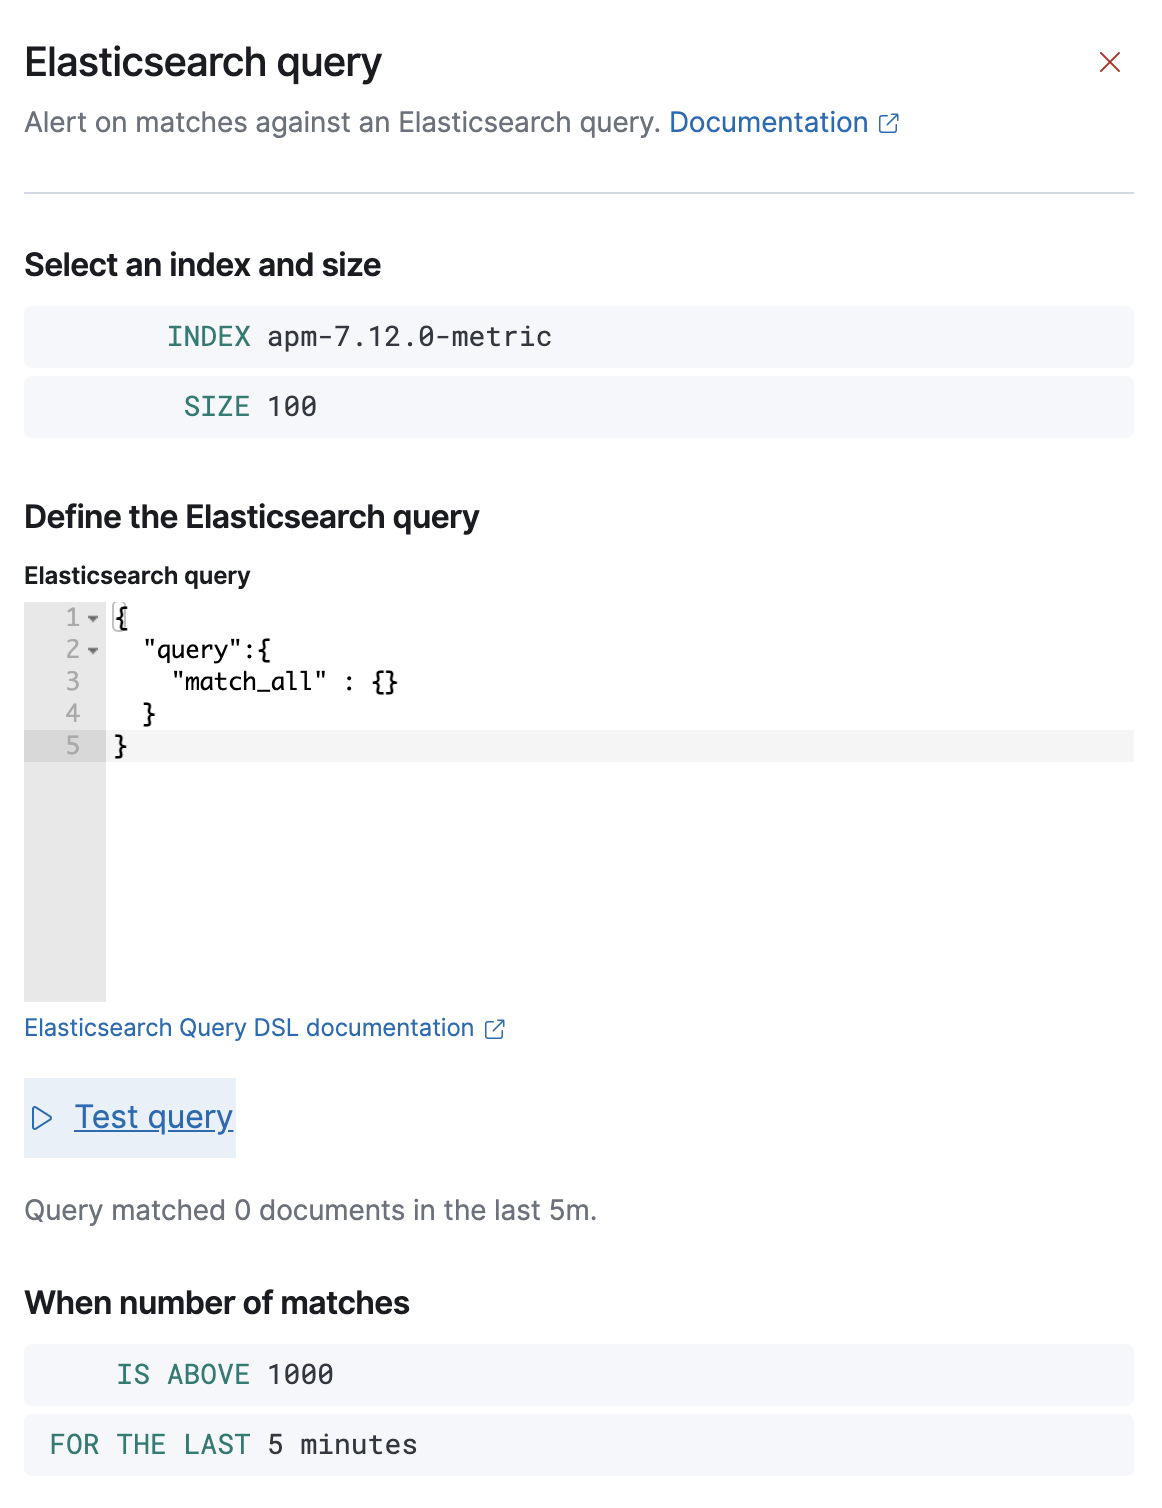 Elasticsearch query
Alert on matches against an Elasticsearch query. Documentation
Select an index and size
INDEX apm-7.12.0-metric
SIZE 100
Define the Elasticsearch query
Elasticsearch query
1 {
2   "query":{
3     "match_all" : {}
4   }
5 }
Elasticsearch Query DSL documentation
Test query
Query matched 0 documents in the last 5m.
When number of matches
IS ABOVE 1000
FOR THE LAST 5 minutes